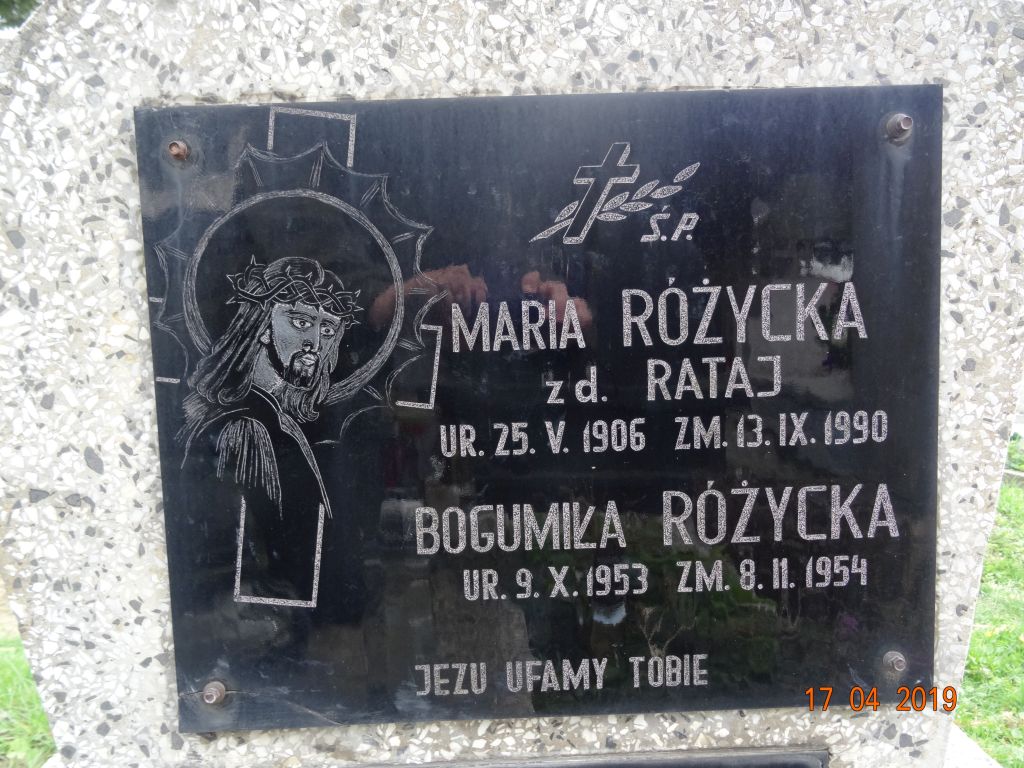 Ś.P.
MARIA RÓŻYCKA
z d. RATAJ
UR. 25. V. 1906 ZM. 13. IX. 1990
BOGUMIŁA RÓŻYCKA
UR. 9. X. 1953 ZM. 8. II. 1954
JEZU UFAMY TOBIE
17 04 2019